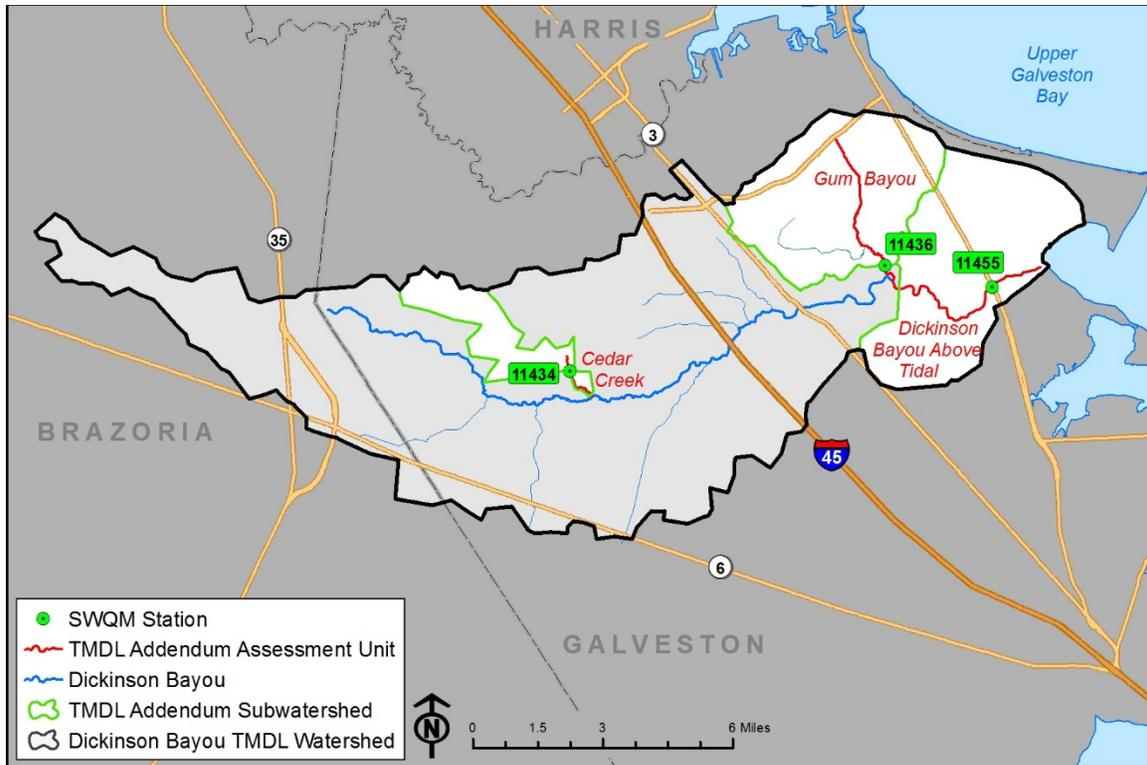 HARRIS
Upper
Galveston
Bay
3
Gum Bayou
35
11436
11455
Dickinson
Bayou Above
Tidal
Cedar
Creek
11434
BRAZORIA
45
6
GALVESTON
SWQM Station
TMDL Addendum Assessment Unit
Dickinson Bayou
TMDL Addendum Subwatershed
Dickinson Bayou TMDL Watershed
N
0 1.5 3 6 Miles